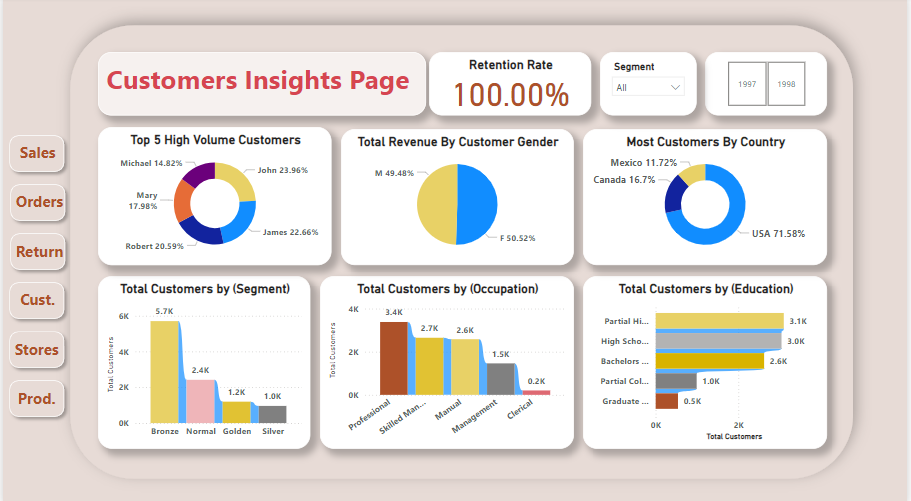 Customers Insights Page
Retention Rate
100.00%
Segment
All
1997
1998
Sales
Orders
Return
Cust.
Stores
Prod.
Top 5 High Volume Customers
Michael 14.82%
John 23.96%
Mary
17.98%
James 22.66%
Robert 20.59%
Total Revenue By Customer Gender
M 49.48%
F 50.52%
Most Customers By Country
Mexico 11.72%
Canada 16.7%
USA 71.58%
Total Customers by (Segment)
Total Customers
6K
4K
2K
0K
5.7K
2.4K
1.2K
1.0K
Bronze
Normal
Golden
Silver
Total Customers by (Occupation)
Total Customers
4K
2K
0K
3.4K
2.7K
2.6K
1.5K
0.2K
Professional
Skilled Man...
Manual
Management
Clerical
Total Customers by (Education)
Partial Hi...
3.1K
High Scho...
3.0K
Bachelors ...
2.6K
Partial Col...
1.0K
Graduate ...
0.5K
0K
2K
Total Customers